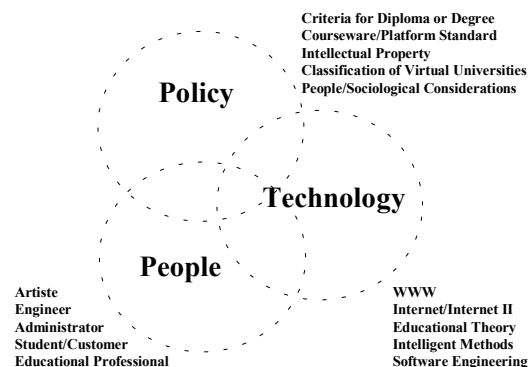 Criteria for Diploma or Degree
Courseware/Platform Standard
Intellectual Property
Classification of Virtual Universities
People/Sociological Considerations
Policy
Technology
People
Artiste
Engineer
Administrator
Student/Customer
Educational Professional
WWW
Internet/Internet II
Educational Theory
Intelligent Methods
Software Engineering